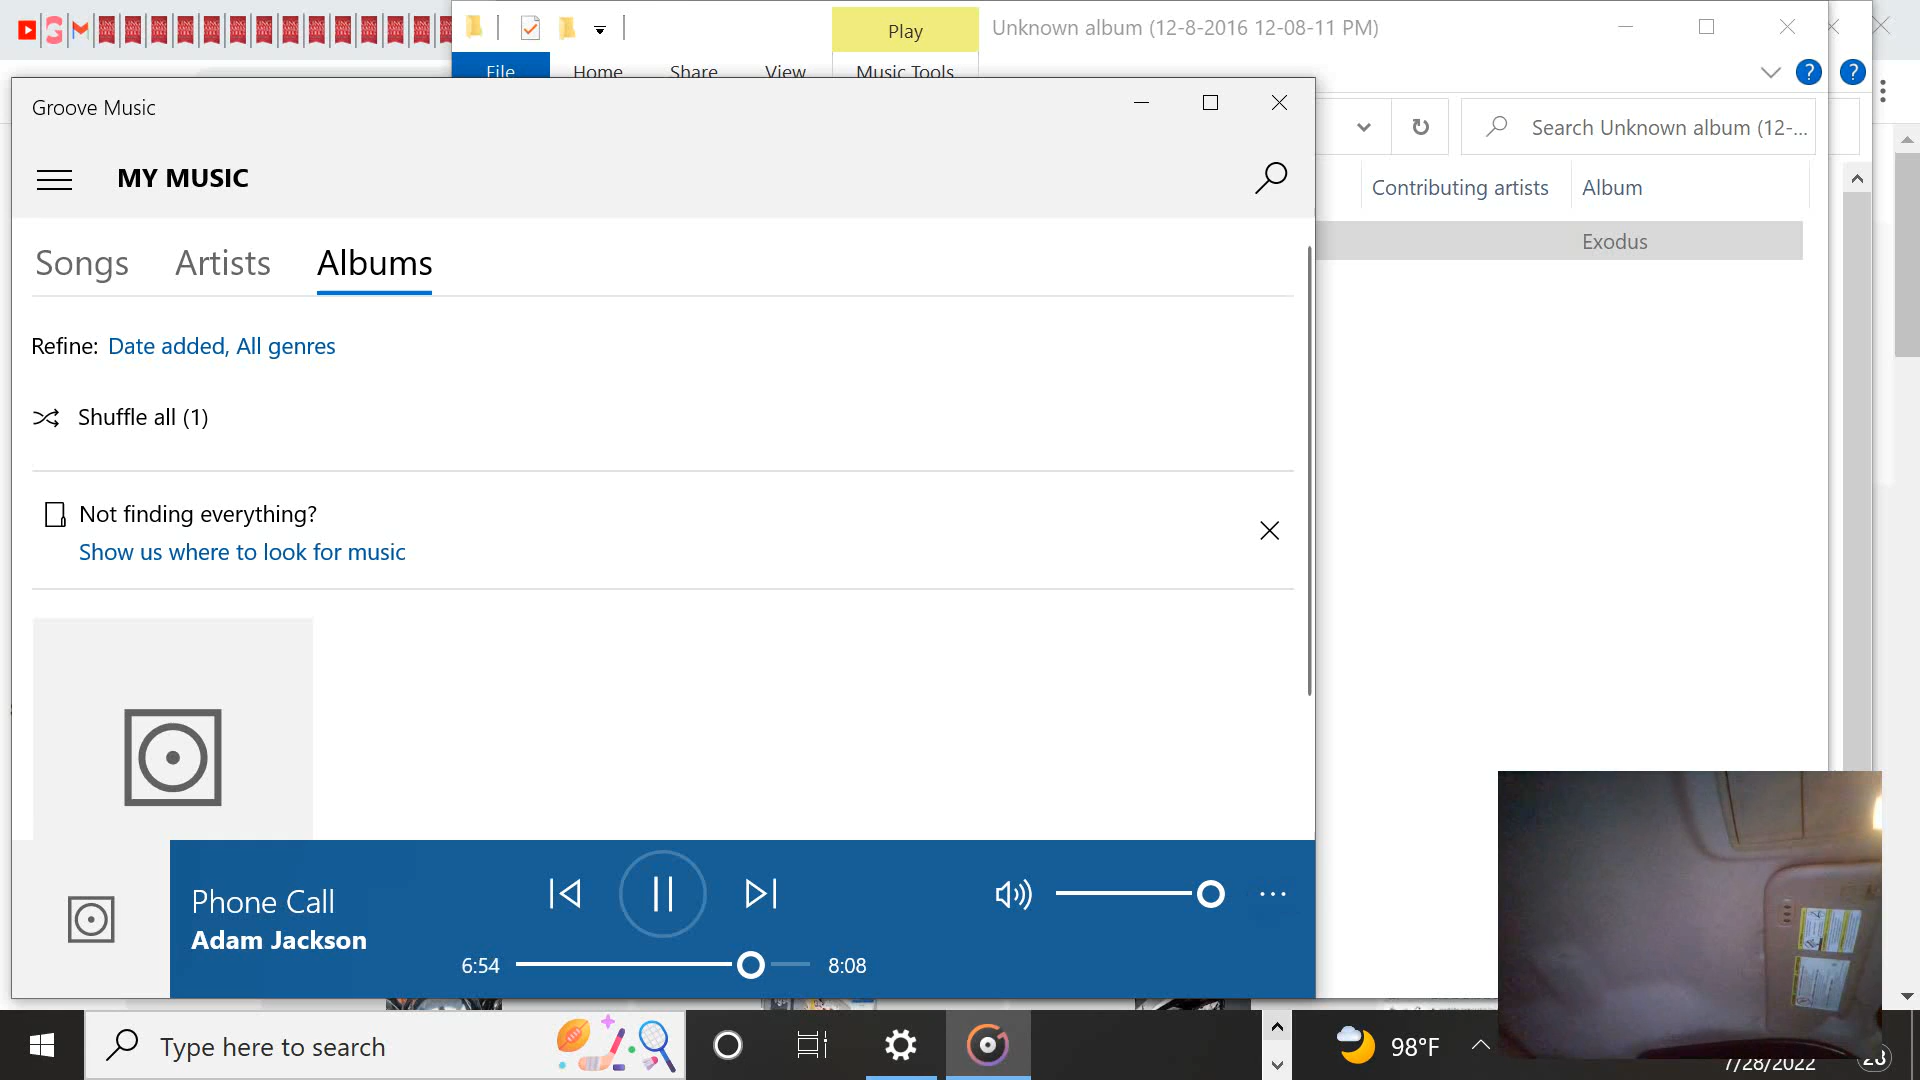 Play
Unknown album (12-8-2016 12-08-11 PM)
File
Home
Share
View
Music Tools
Groove Music
Search Unknown album (12-...
MY MUSIC
Contributing artists
Album
Exodus
Songs
Artists
Albums
Refine: Date added, All genres
Shuffle all (1)
Not finding everything?
Show us where to look for music
Phone Call
Adam Jackson
6:54
8:08
Type here to search
98°F
7/28/2022